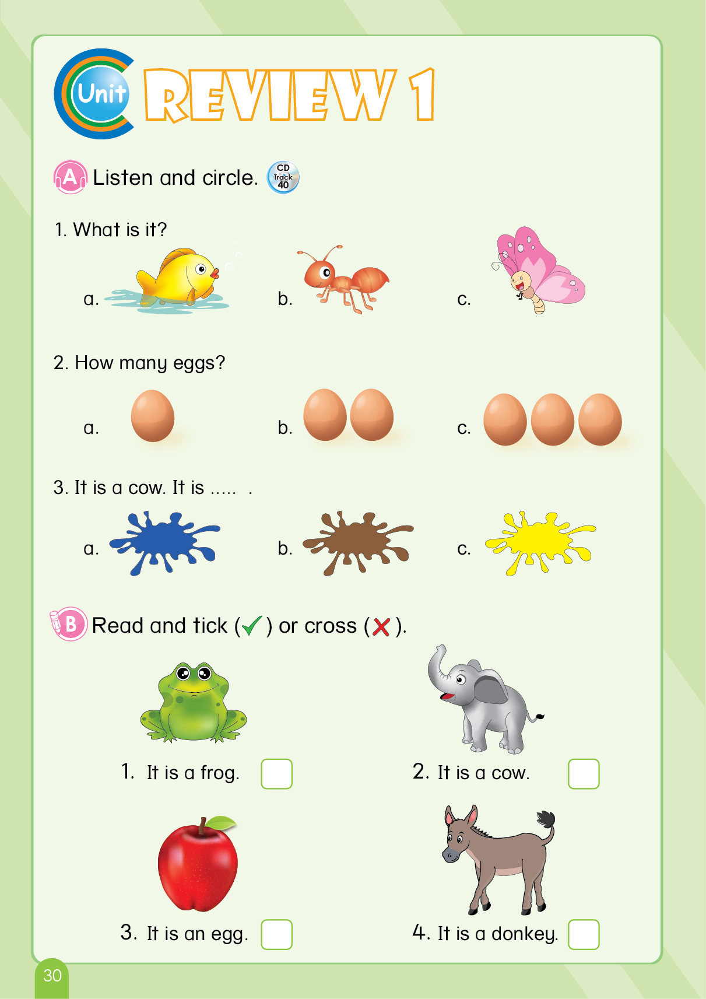 Unit
REVIEW 1
A Listen and circle. CD Track 40
1. What is it?
a. b. c.
2. How many eggs?
a. b. c.
3. It is a cow. It is ..... .
a. b. c.
B Read and tick (✓) or cross (✗).
1. It is a frog. 2. It is a cow.
3. It is an egg. 4. It is a donkey.
30